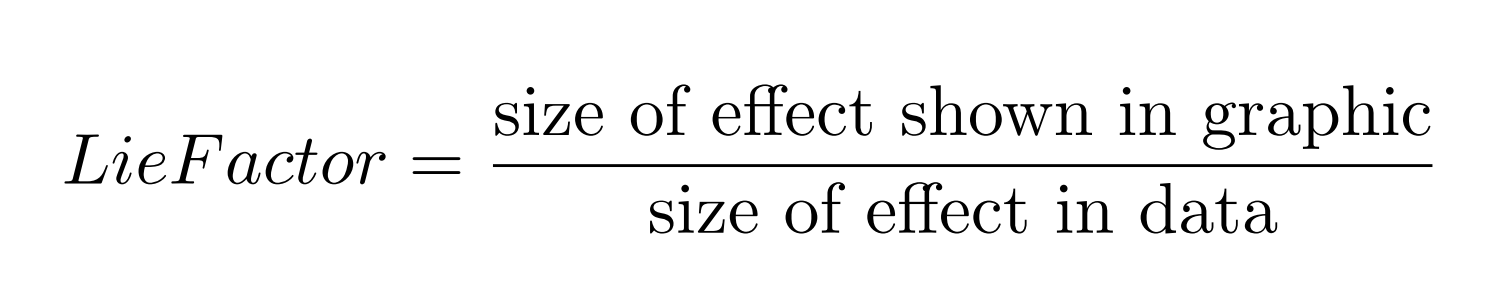 size of effect shown in graphic
LieFactor =
size of effect in data